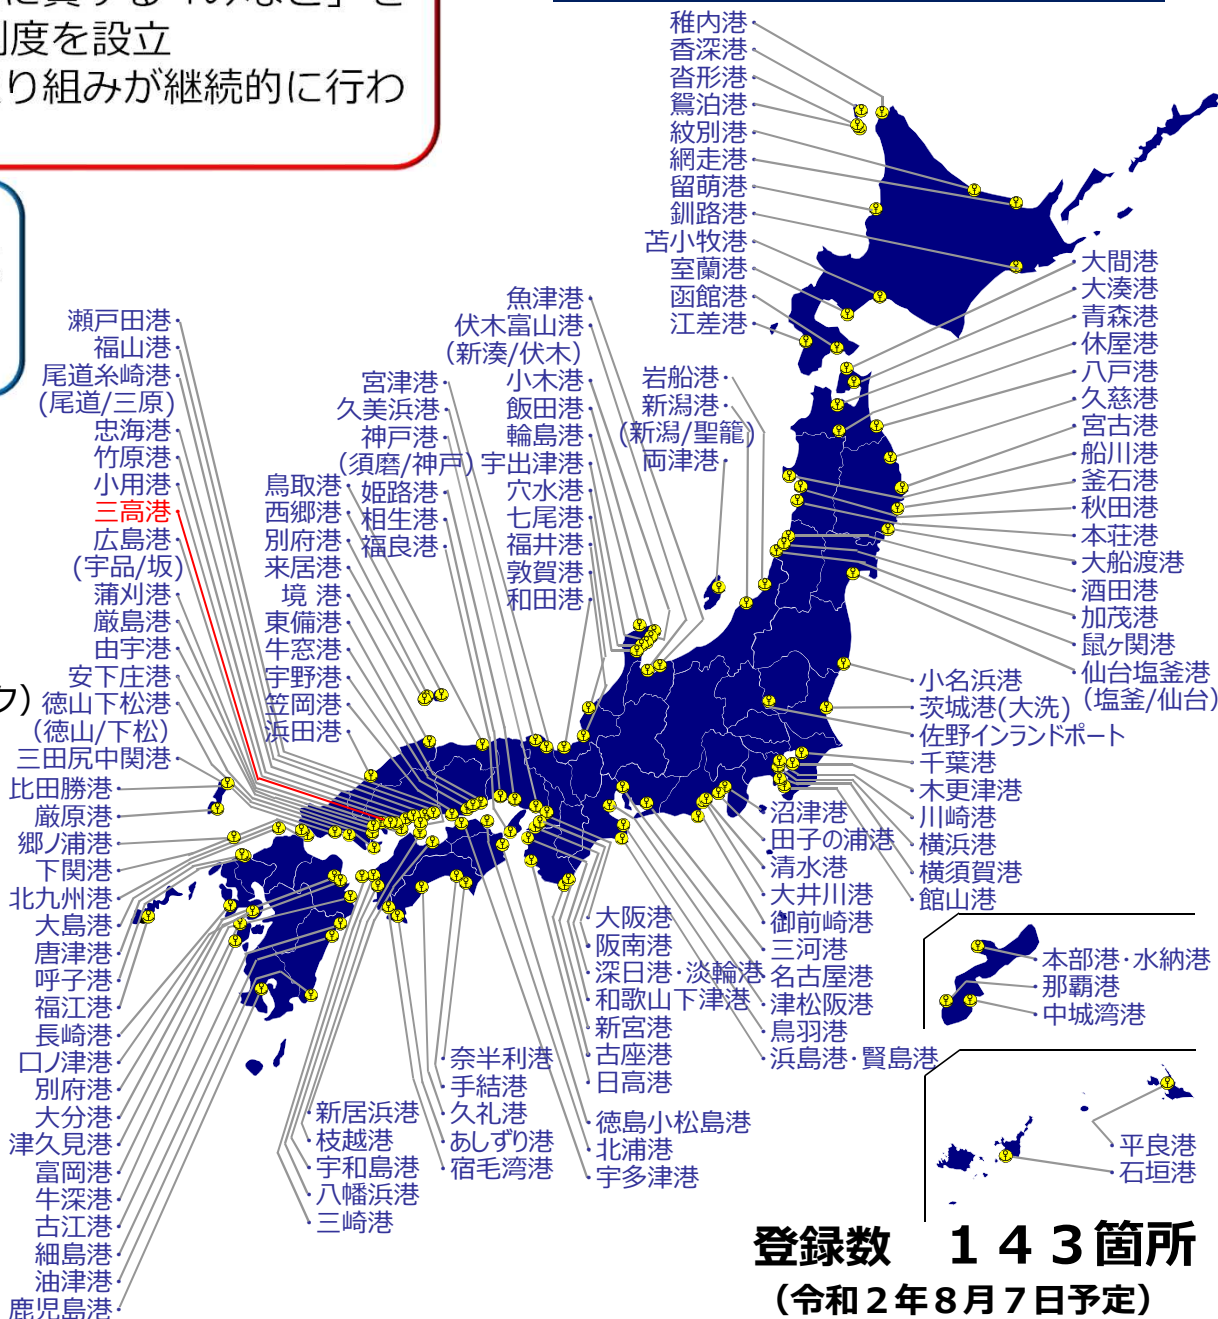 に資する「みなと」を
制度を設立
り組みが継続的に行わ
ク)
稚内港
香深港
沓形港
鴛泊港
紋別港
網走港
留萌港
釧路港
苫小牧港
室蘭港
函館港
江差港
大間港
大湊港
青森港
休屋港
八戸港
久慈港
宮古港
船川港
釜石港
秋田港
本荘港
大船渡港
酒田港
加茂港
鼠ヶ関港
仙台塩釜港
(塩釜/仙台)
岩船港
新潟港
(新潟/聖籠)
両津港
魚津港
伏木富山港
(新湊/伏木)
小木港
飯田港
輪島港
宇出津港
穴水港
七尾港
福井港
敦賀港
和田港
宮津港
久美浜港
神戸港
(須磨/神戸)
姫路港
相生港
福良港
鳥取港
西郷港
別府港
来居港
境 港
東備港
牛窓港
宇野港
笠岡港
浜田港
瀬戸田港
福山港
尾道糸崎港
(尾道/三原)
忠海港
竹原港
小用港
三高港
広島港
(宇品/坂)
蒲刈港
厳島港
由宇港
安下庄港
徳山下松港
(徳山/下松)
三田尻中関港
比田勝港
厳原港
郷ノ浦港
下関港
北九州港
大島港
唐津港
呼子港
福江港
長崎港
口ノ津港
別府港
大分港
津久見港
富岡港
牛深港
古江港
細島港
油津港
鹿児島港
新居浜港
枝越港
宇和島港
八幡浜港
三崎港
奈半利港
手結港
久礼港
あしずり港
宿毛湾港
大阪港
阪南港
深日港・淡輪港
和歌山下津港
新宮港
古座港
日高港
徳島小松島港
北浦港
宇多津港
小名浜港
茨城港(大洗)
佐野インランドポート
千葉港
木更津港
川崎港
横浜港
横須賀港
館山港
沼津港
田子の浦港
清水港
大井川港
御前崎港
三河港
名古屋港
津松阪港
鳥羽港
浜島港・賢島港
本部港・水納港
那覇港
中城湾港
平良港
石垣港
登録数 143箇所
(令和2年8月7日予定)